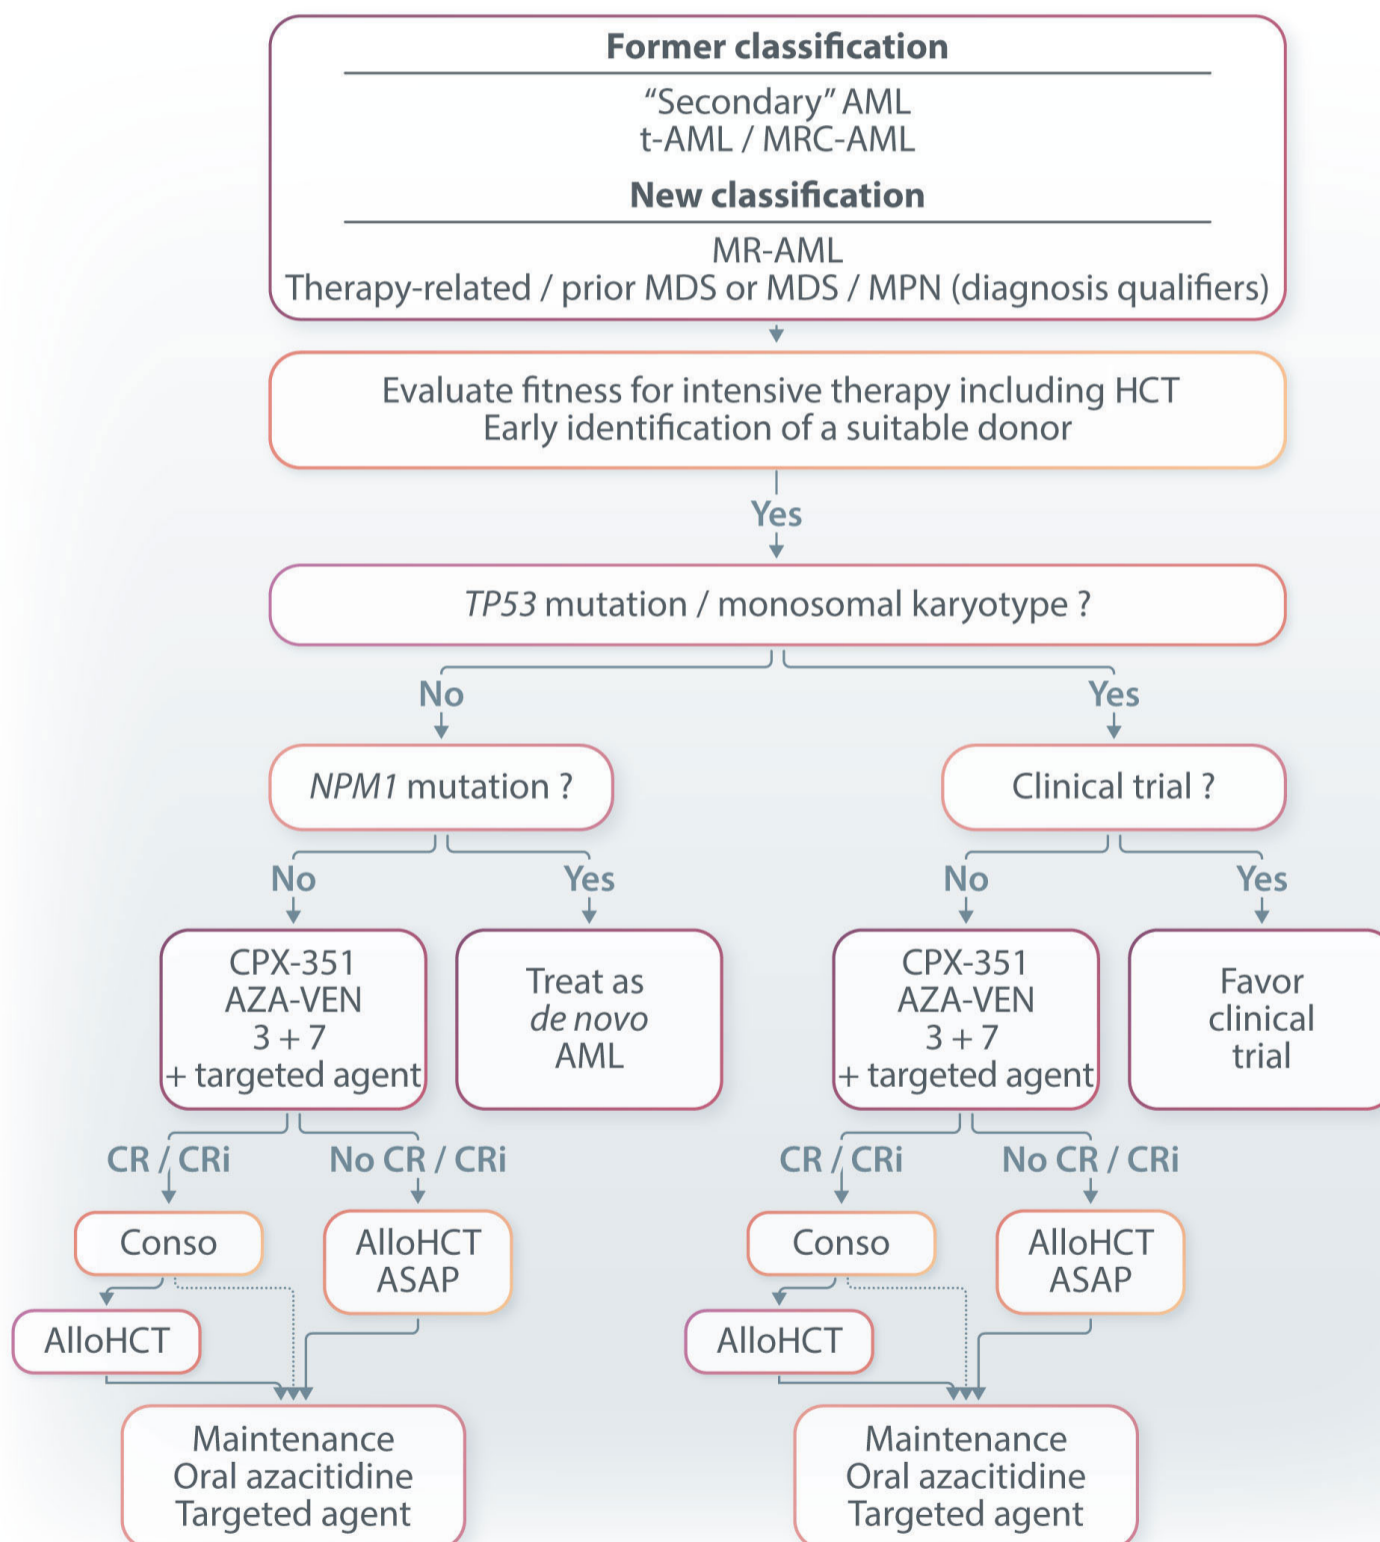 Former classification
“Secondary” AML
t-AML / MRC-AML
New classification
MR-AML
Therapy-related / prior MDS or MDS / MPN (diagnosis qualifiers)
Evaluate fitness for intensive therapy including HCT
Early identification of a suitable donor
Yes
TP53 mutation / monosomal karyotype ?
No
Yes
NPM1 mutation ?
Clinical trial ?
No
Yes
No
Yes
CPX-351
AZA-VEN
3 + 7
+ targeted agent
Treat as
de novo
AML
CPX-351
AZA-VEN
3 + 7
+ targeted agent
Favor
clinical
trial
CR / CRi
No CR / CRi
CR / CRi
No CR / CRi
Conso
AlloHCT
ASAP
Conso
AlloHCT
ASAP
AlloHCT
AlloHCT
Maintenance
Oral azacitidine
Targeted agent
Maintenance
Oral azacitidine
Targeted agent